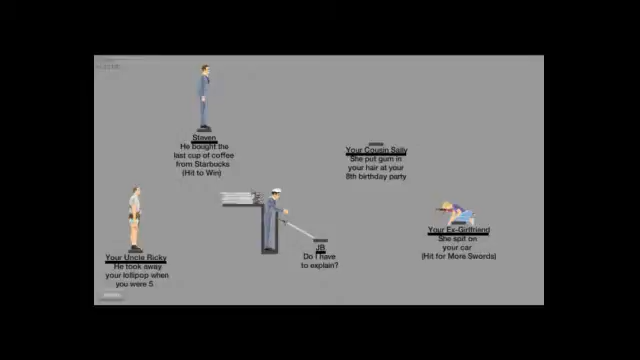 Steven
He bought the
last cup of coffee
from Starbucks
(Hit to Win)
Your Cousin Sally
She put gum in
your hair at your
8th birthday party
Your Uncle Ricky
He took away
your lollipop when
you were 5
JB
Do I have
to explain?
Your Ex-Girlfriend
She spit on
your car
(Hit for More Swords)